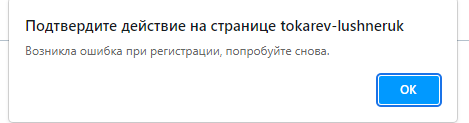 Подтвердите действие на странице tokarev-lushneruk
Возникла ошибка при регистрации, попробуйте снова.
OK